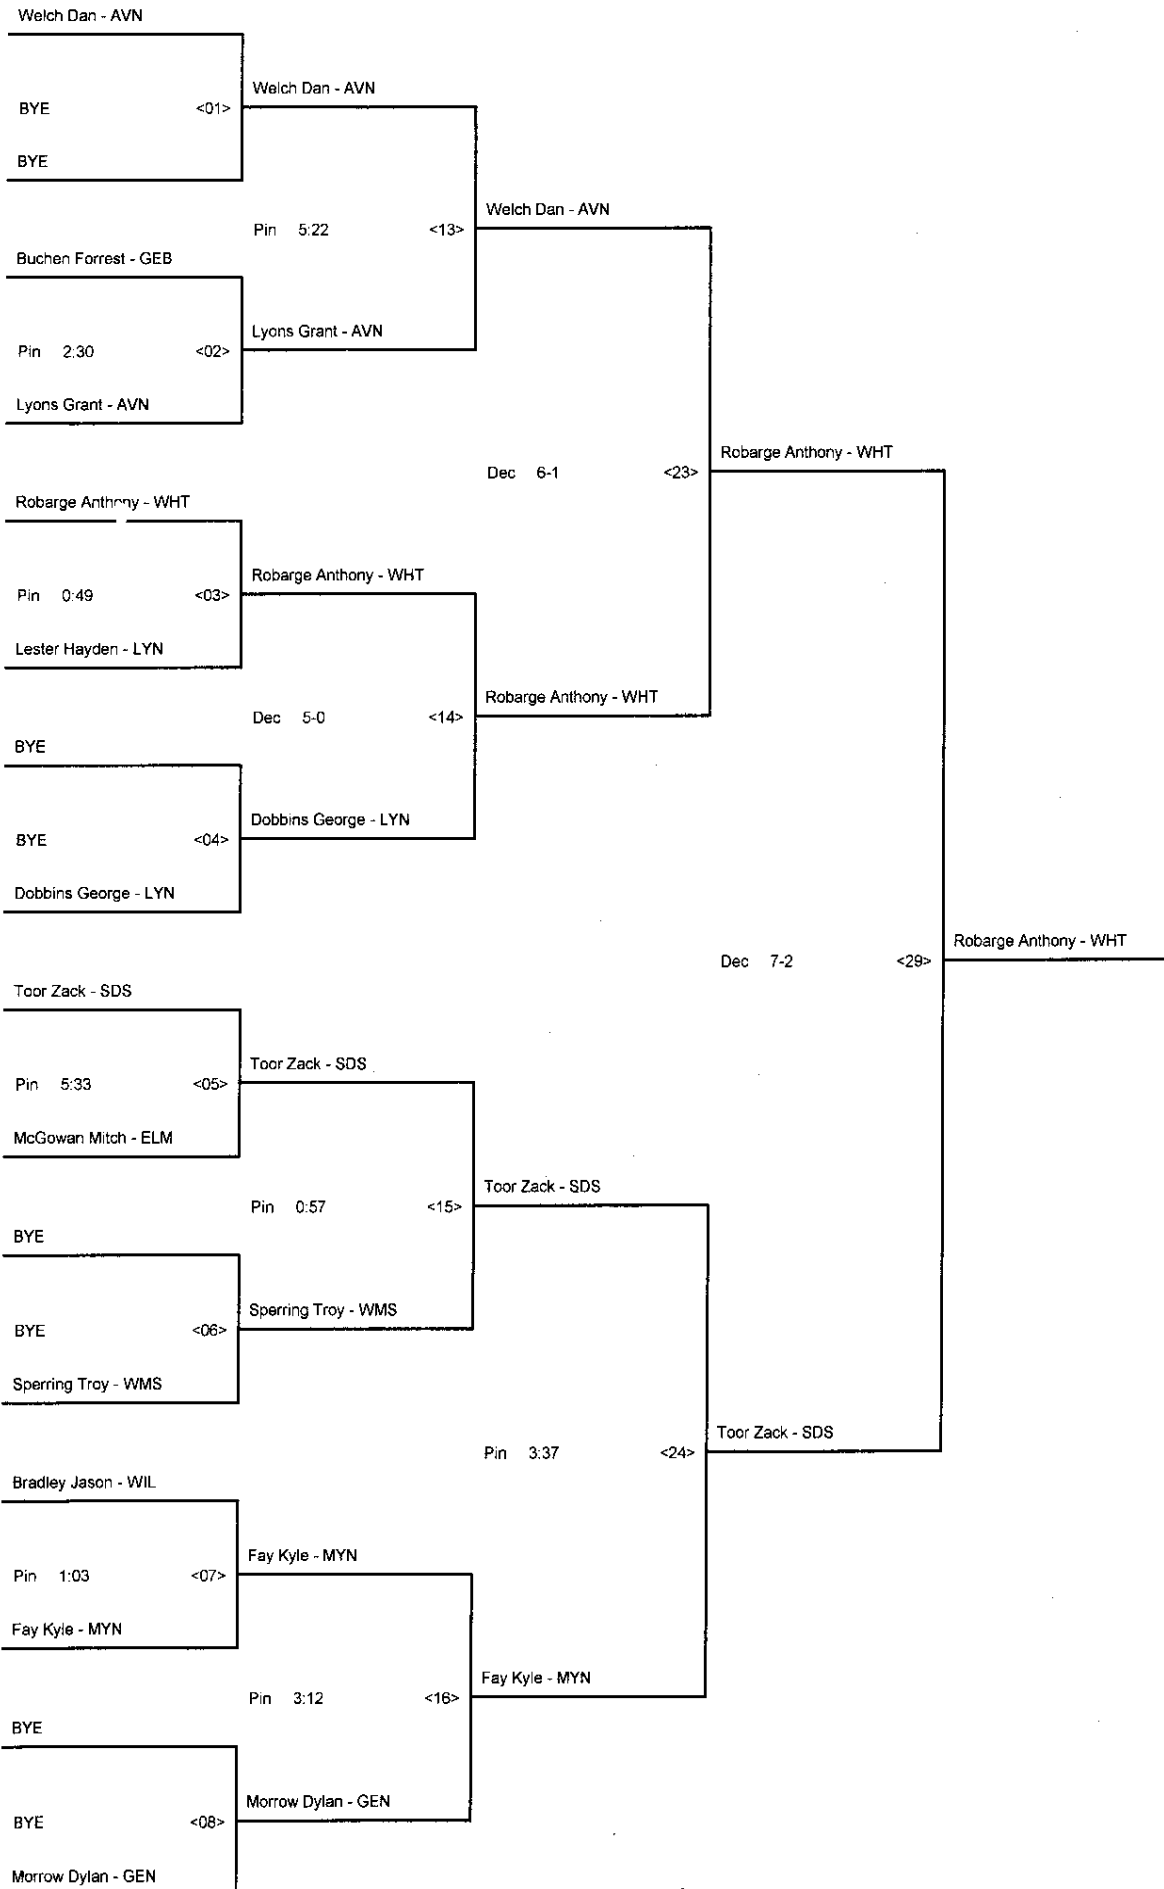 Welch Dan - AVN
Welch Dan - AVN
BYE <01>
BYE
Welch Dan - AVN
Pin 5:22 <13>
Buchen Forrest - GEB
Lyons Grant - AVN
Pin 2:30 <02>
Lyons Grant - AVN
Robarge Anthony - WHT
Dec 6-1 <23>
Robarge Anthony - WHT
Robarge Anthony - WHT
Pin 0:49 <03>
Lester Hayden - LYN
Robarge Anthony - WHT
Dec 5-0 <14>
BYE
Dobbins George - LYN
BYE <04>
Dobbins George - LYN
Robarge Anthony - WHT
Dec 7-2 <29>
Toor Zack - SDS
Toor Zack - SDS
Pin 5:33 <05>
McGowan Mitch - ELM
Toor Zack - SDS
Pin 0:57 <15>
BYE
Sperring Troy - WMS
BYE <06>
Sperring Troy - WMS
Toor Zack - SDS
Pin 3:37 <24>
Bradley Jason - WIL
Fay Kyle - MYN
Pin 1:03 <07>
Fay Kyle - MYN
Fay Kyle - MYN
Pin 3:12 <16>
BYE
Morrow Dylan - GEN
BYE <08>
Morrow Dylan - GEN